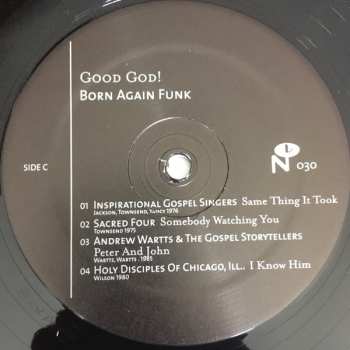 Good God!
Born Again Funk
SIDE C
N 030
01 Inspirational Gospel Singers Same Thing It Took
Jackson, Townsend, Yancy 1976
02 Sacred Four Somebody Watching You
Townsend 1975
03 Andrew Wartts & The Gospel Storytellers
Peter And John
Wartts, Wartts 1985
04 Holy Disciples Of Chicago, Ill.. I Know Him
Wilson 1980